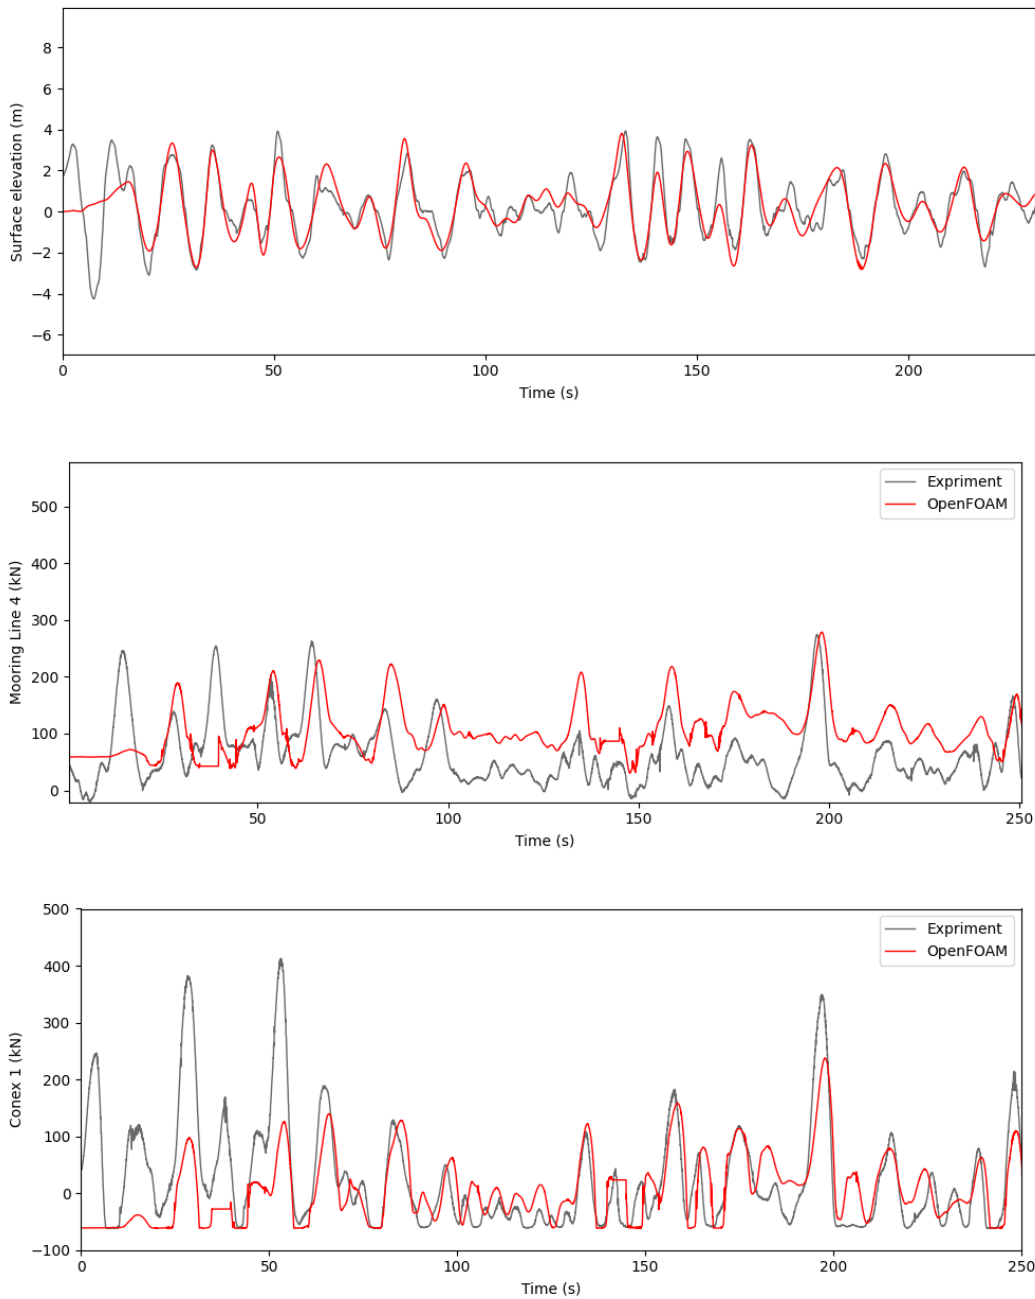 8
6
4
2
0
−2
−4
−6
Surface elevation (m)
0 50 100 150 200
Time (s)
500
400
300
200
100
0
Mooring Line 4 (kN)
Expriment
OpenFOAM
50 100 150 200 250
Time (s)
500
400
300
200
100
0
−100
Conex 1 (kN)
Expriment
OpenFOAM
0 50 100 150 200 250
Time (s)